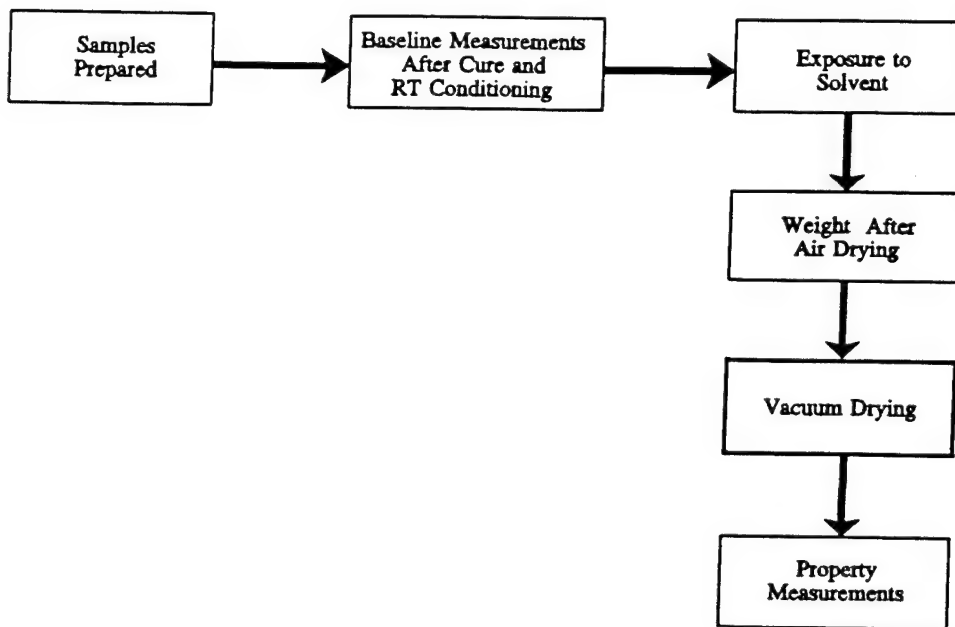 Samples
Prepared
Baseline Measurements
After Cure and
RT Conditioning
Exposure to
Solvent
Weight After
Air Drying
Vacuum Drying
Property
Measurements